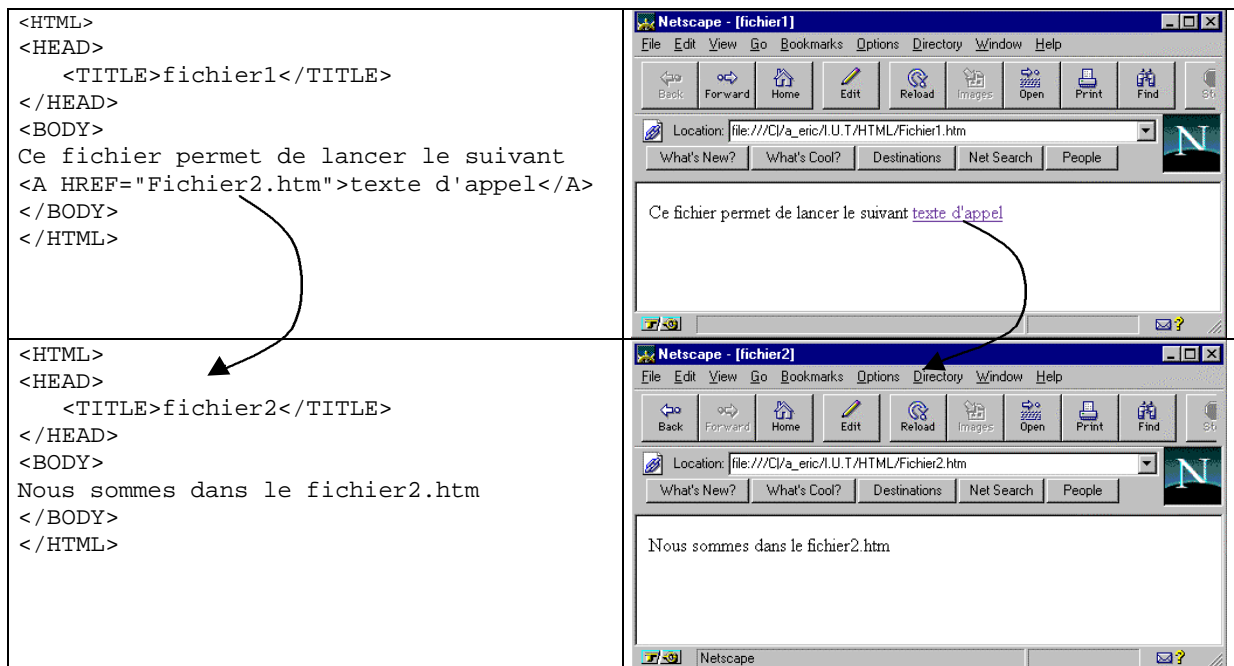 <HTML>
<HEAD>
<TITLE>fichier1</TITLE>
</HEAD>
<BODY>
Ce fichier permet de lancer le suivant
<A HREF="Fichier2.htm">texte d'appel</A>
</BODY>
</HTML>
Netscape - [fichier1]
File Edit View Go Bookmarks Options Directory Window Help
Back Forward Home Edit Reload Images Open Print Find
Location: file:///C|/a_eric/I.U.T/HTML/Fichier1.htm
N
What's New? What's Cool? Destinations Net Search People
Ce fichier permet de lancer le suivant texte d'appel
<HTML>
<HEAD>
<TITLE>fichier2</TITLE>
</HEAD>
<BODY>
Nous sommes dans le fichier2.htm
</BODY>
</HTML>
Netscape - [fichier2]
File Edit View Go Bookmarks Options Directory Window Help
Back Forward Home Edit Reload Images Open Print Find
Location: file:///C|/a_eric/I.U.T/HTML/Fichier2.htm
N
What's New? What's Cool? Destinations Net Search People
Nous sommes dans le fichier2.htm
Netscape